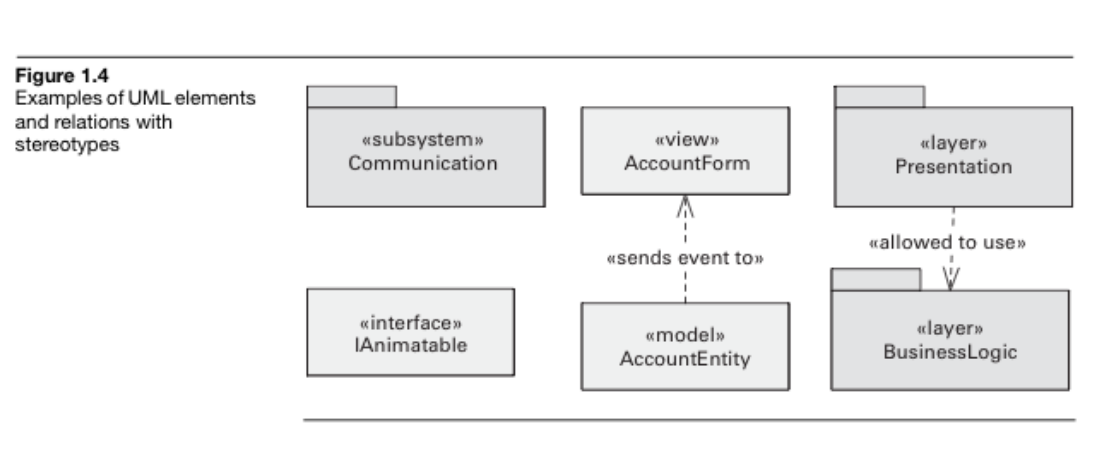 Figure 1.4
Examples of UML elements
and relations with
stereotypes
«subsystem»
Communication
«view»
AccountForm
«layer»
Presentation
«sends event to»
«allowed to use»
«interface»
IAnimatable
«model»
AccountEntity
«layer»
BusinessLogic